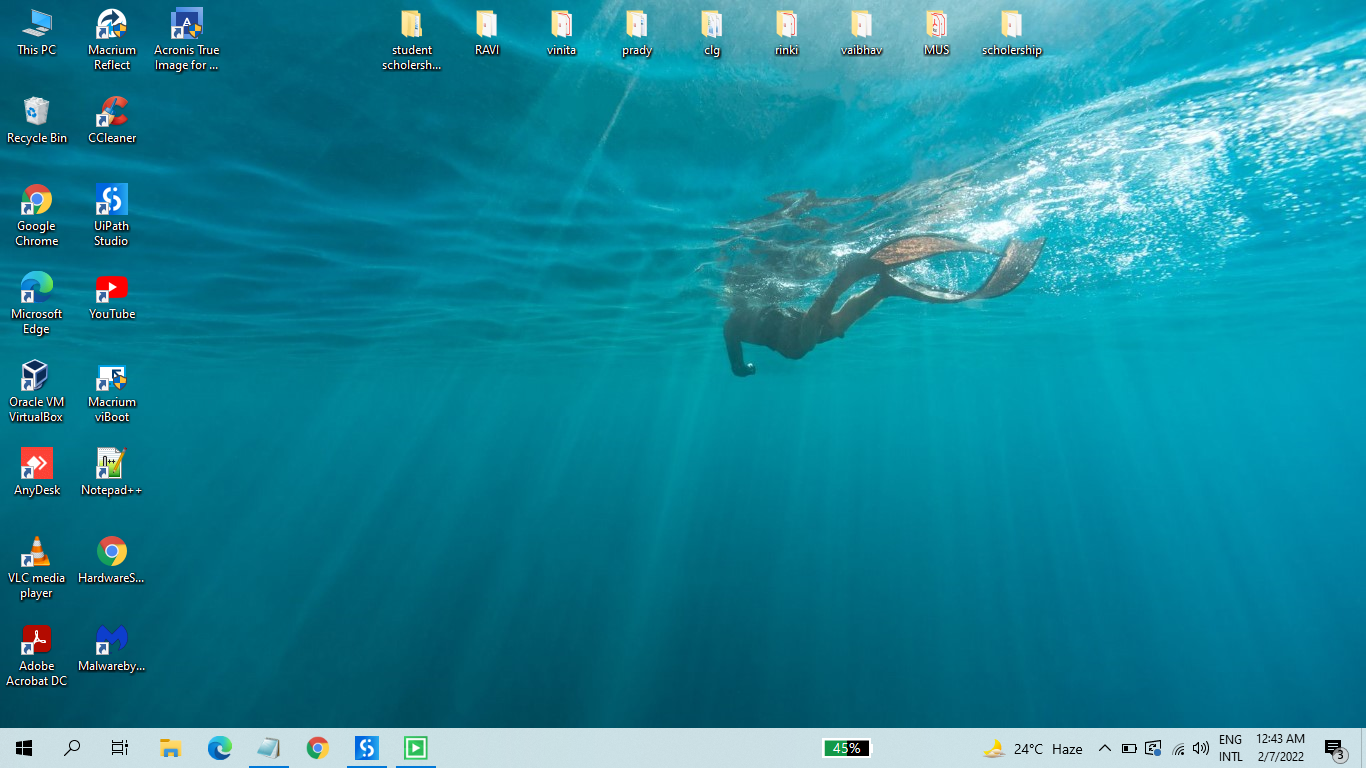 This PC
Macrium
Reflect
Acronis True
Image for ...
student
scholersh...
RAVI
vinita
prady
clg
rinki
vaibhav
MUS
scholership
Recycle Bin
CCleaner
Google
Chrome
UiPath
Studio
Microsoft
Edge
YouTube
Oracle VM
VirtualBox
Macrium
viBoot
AnyDesk
Notepad++
VLC media
player
HardwareS...
Adobe
Acrobat DC
Malwareby...
45%
24°C Haze
ENG
INTL
12:43 AM
2/7/2022
3